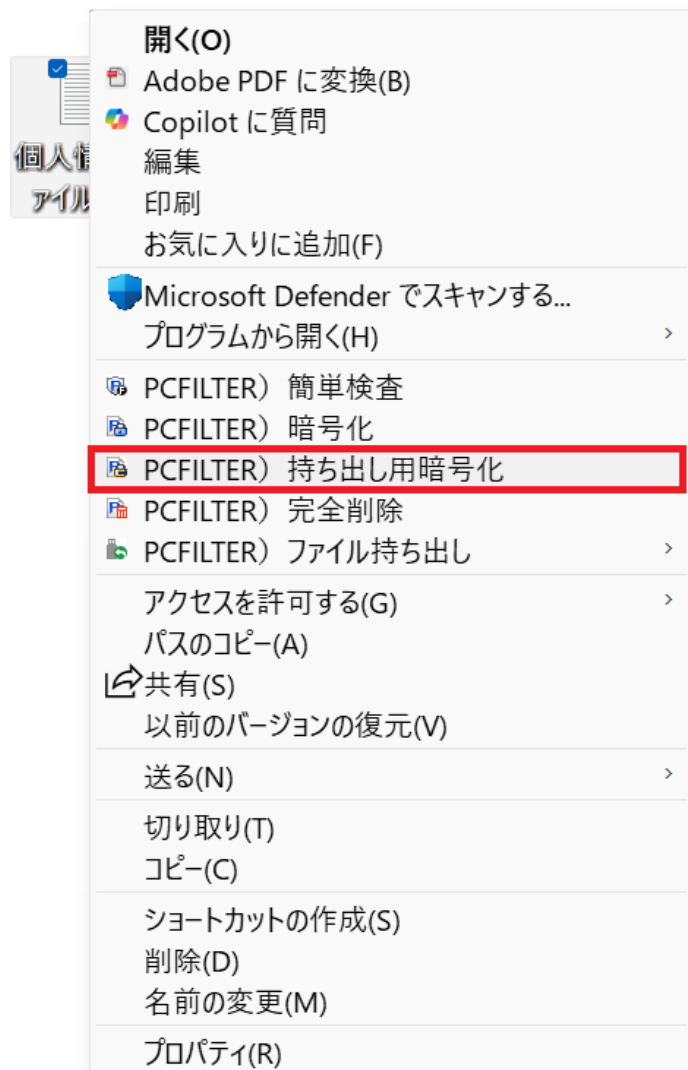 開く(O)
Adobe PDF に変換(B)
Copilot に質問
個人情
ァイル
編集
印刷
お気に入りに追加(F)
Microsoft Defender でスキャンする...
プログラムから開く(H)
PCFILTER）簡単検査
PCFILTER）暗号化
PCFILTER）持ち出し用暗号化
PCFILTER）完全削除
PCFILTER）ファイル持ち出し
アクセスを許可する(G)
パスのコピー(A)
共有(S)
以前のバージョンの復元(V)
送る(N)
切り取り(T)
コピー(C)
ショートカットの作成(S)
削除(D)
名前の変更(M)
プロパティ(R)